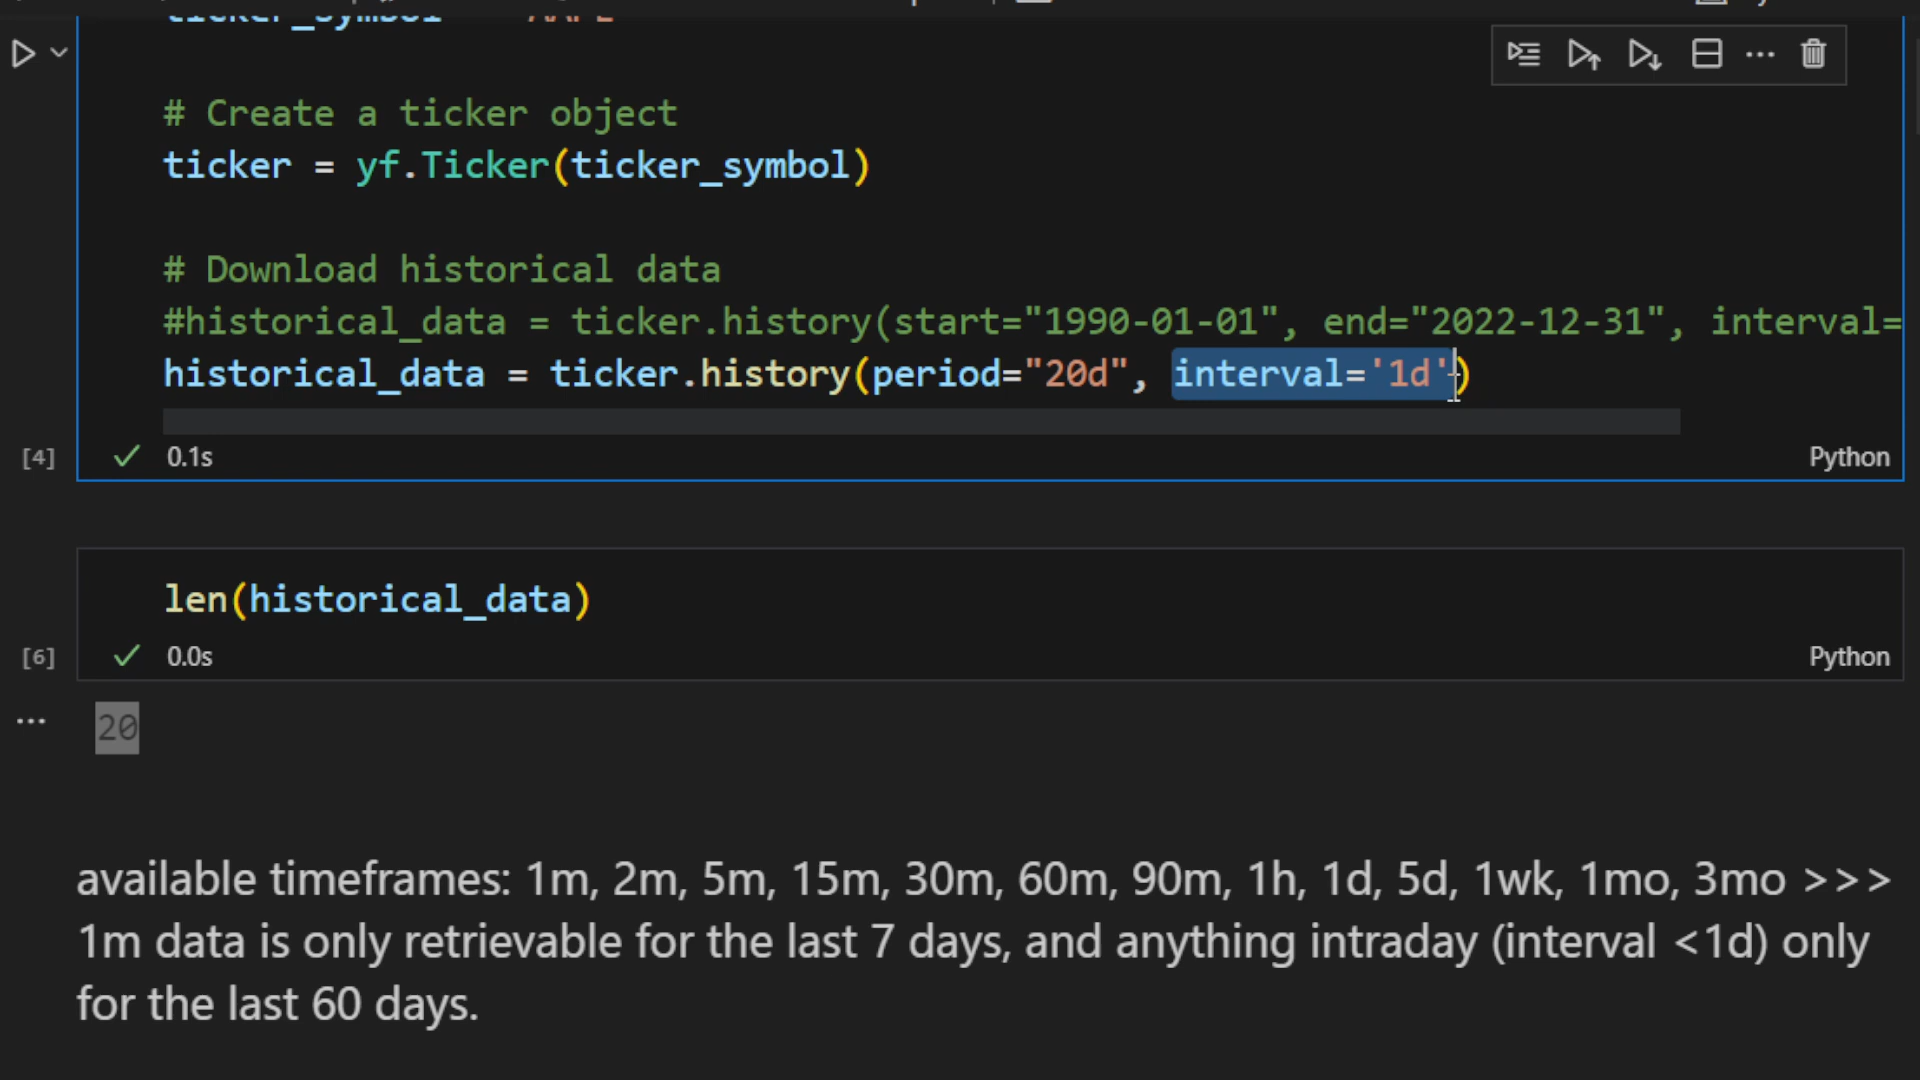 ticker_symbol
# Create a ticker object
ticker = yf.Ticker(ticker_symbol)
# Download historical data
#historical_data = ticker.history(start="1990-01-01", end="2022-12-31", interval=
historical_data = ticker.history(period="20d", interval='1d')
[4] 0.1s Python
len(historical_data)
[6] 0.0s Python
20
available timeframes: 1m, 2m, 5m, 15m, 30m, 60m, 90m, 1h, 1d, 5d, 1wk, 1mo, 3mo >>>
1m data is only retrievable for the last 7 days, and anything intraday (interval <1d) only
for the last 60 days.